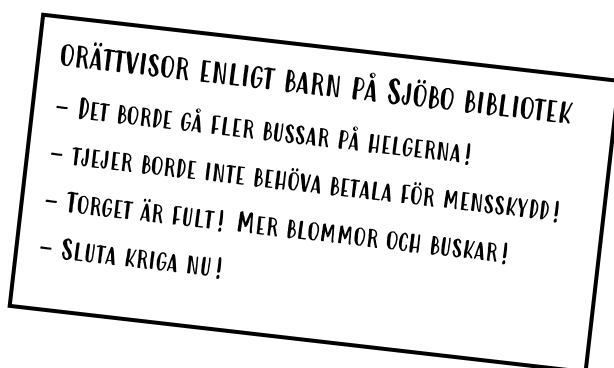 ORÄTTVISOR ENLIGT BARN PÅ SJÖBO BIBLIOTEK
– DET BORDE GÅ FLER BUSSAR PÅ HELGERNA!
– TJEJER BORDE INTE BEHÖVA BETALA FÖR MENSSKYDD!
– TORGET ÄR FULT! MER BLOMMOR OCH BUSKAR!
– SLUTA KRIGA NU!